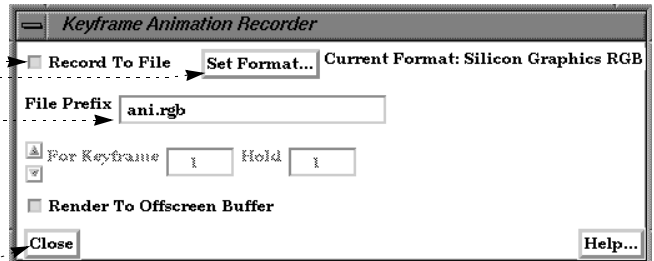 Keyframe Animation Recorder
Record To File Set Format... Current Format: Silicon Graphics RGB
File Prefix ani.rgb
For Keyframe 1 Hold 1
Render To Offscreen Buffer
Close Help...